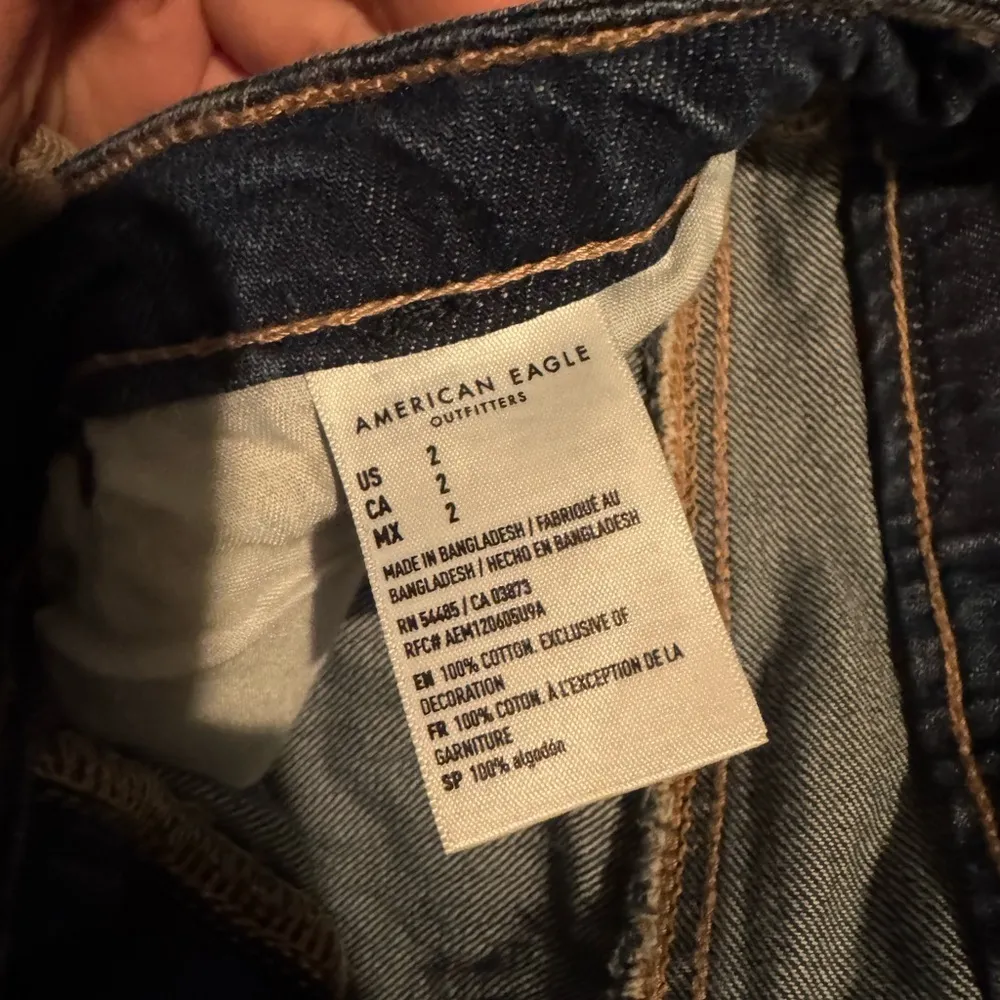 AMERICAN EAGLE
OUTFITTERS
US 2
CA 2
MX 2
MADE IN BANGLADESH / FABRIQUÉ AU
BANGLADESH / HECHO EN BANGLADESH
RN 54485 / CA 03873
RFC# AEM120605U9A
EN 100% COTTON. EXCLUSIVE OF
DECORATION
FR 100% COTON. À L'EXCEPTION DE LA
GARNITURE
SP 100% algodón